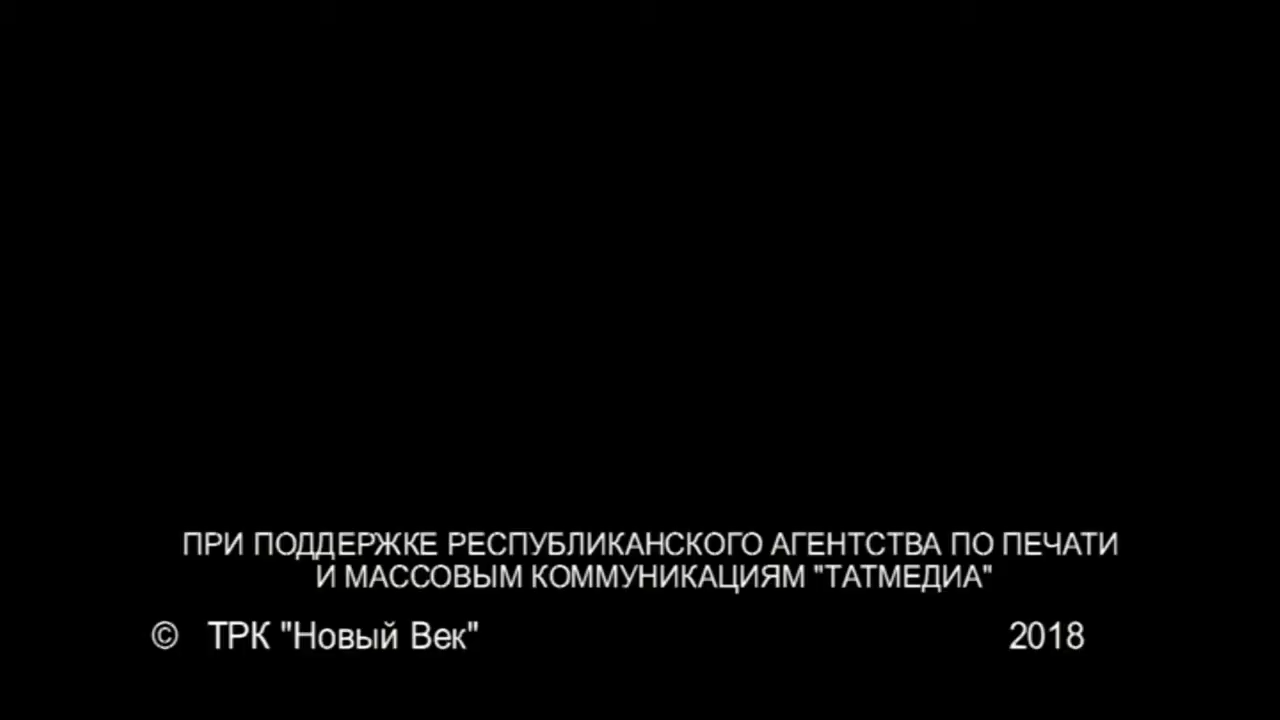 ПРИ ПОДДЕРЖКЕ РЕСПУБЛИКАНСКОГО АГЕНТСТВА ПО ПЕЧАТИ
И МАССОВЫМ КОММУНИКАЦИЯМ "ТАТМЕДИА"
© ТРК "Новый Век" 2018